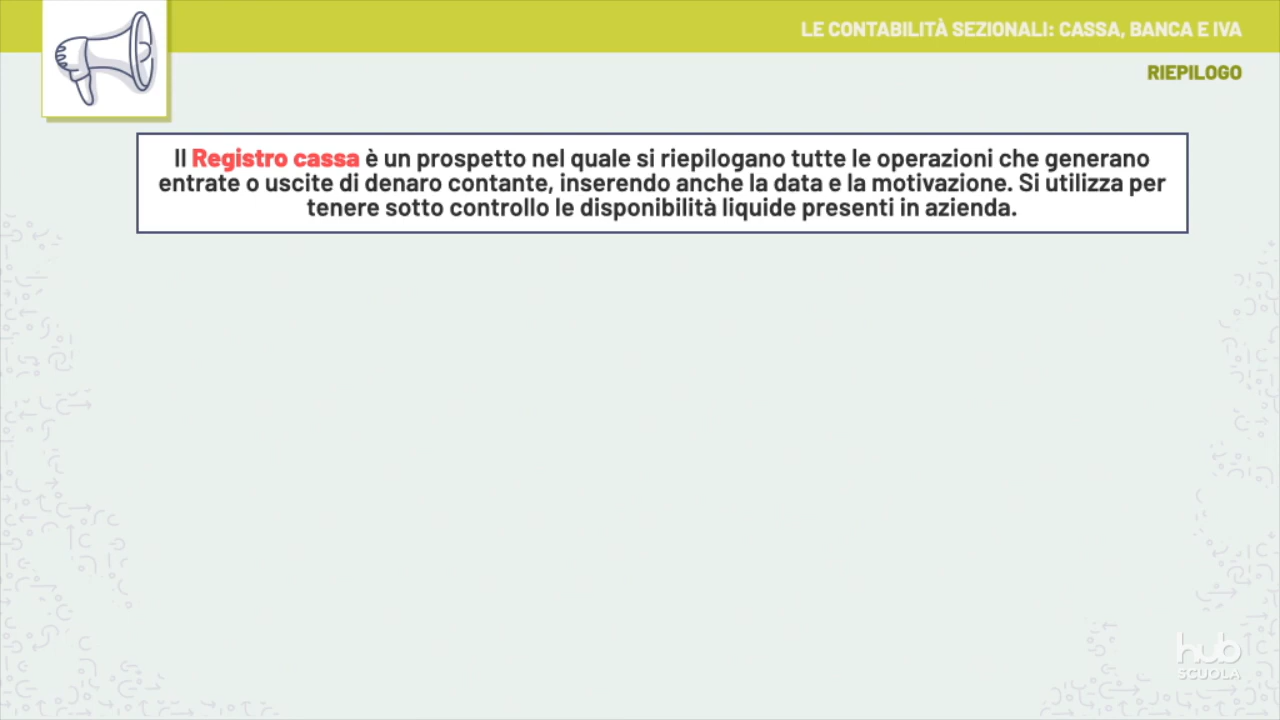 LE CONTABILITÀ SEZIONALI: CASSA, BANCA E IVA
RIEPILOGO
Il Registro cassa è un prospetto nel quale si riepilogano tutte le operazioni che generano
entrate o uscite di denaro contante, inserendo anche la data e la motivazione. Si utilizza per
tenere sotto controllo le disponibilità liquide presenti in azienda.
hub
SCUOLA